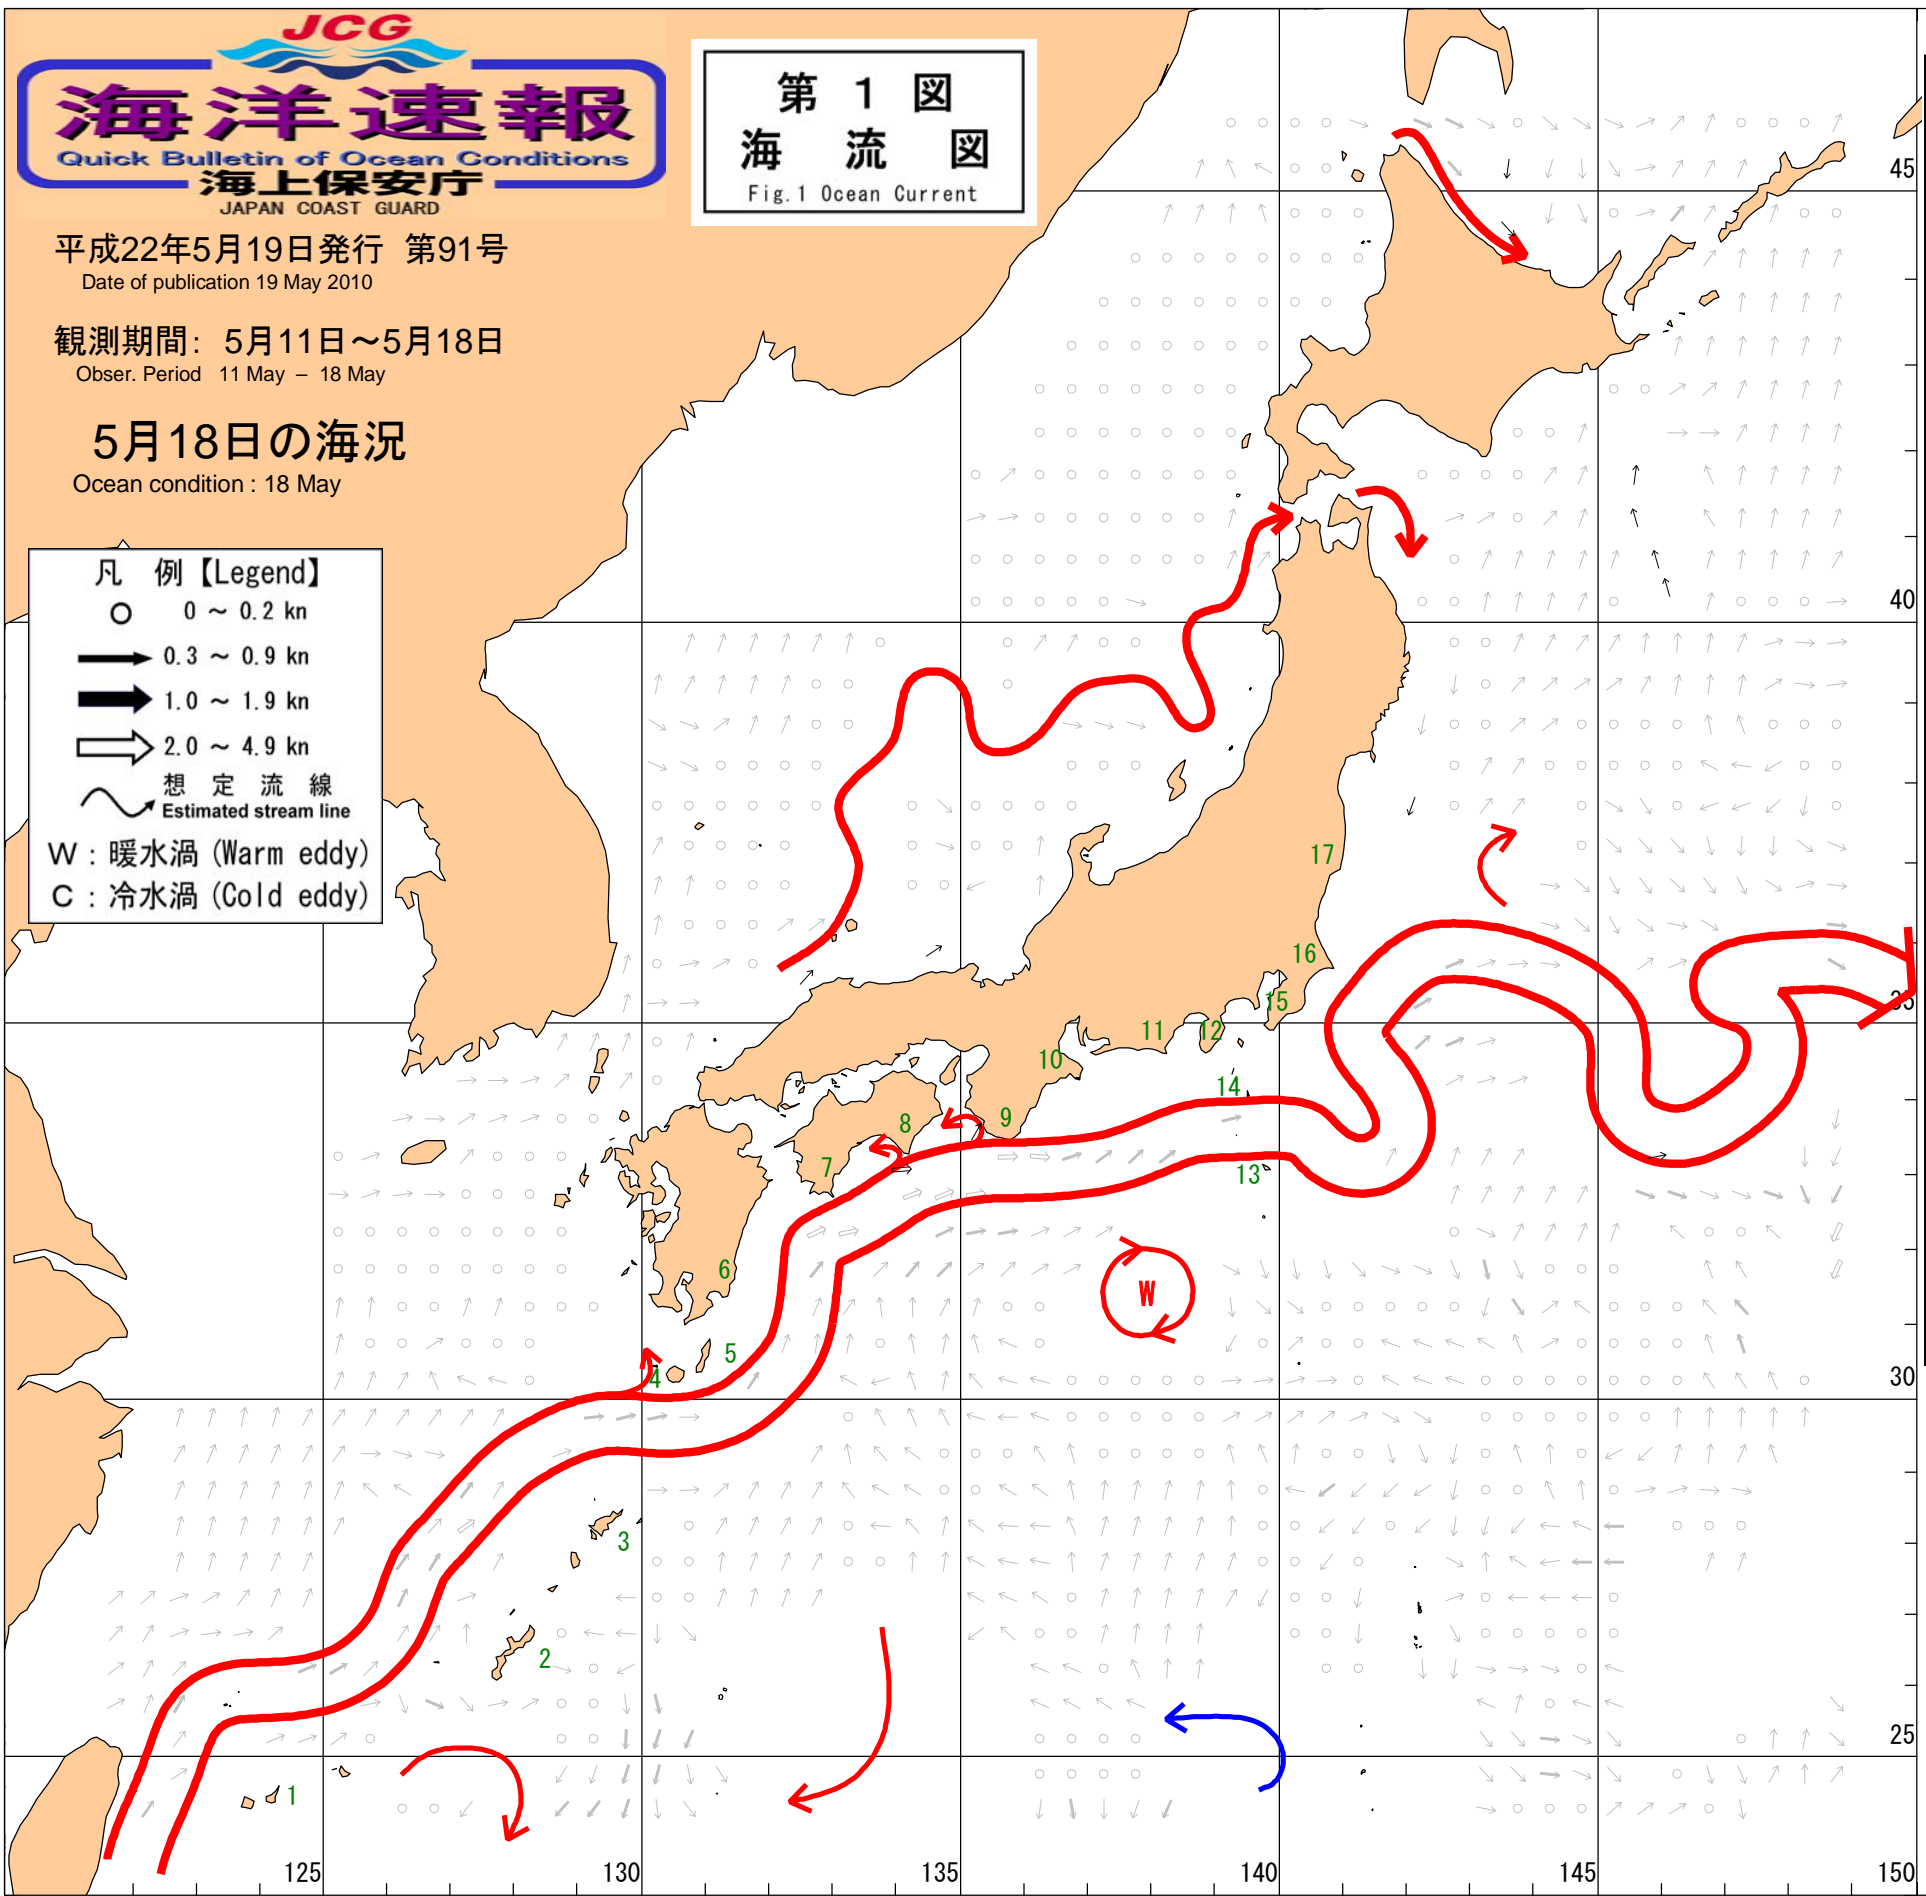 JCG
海洋速報
Quick Bulletin of Ocean Conditions
海上保安庁
JAPAN COAST GUARD
第 1 図
海 流 図
Fig.1 Ocean Current
平成22年5月19日発行 第91号
Date of publication 19 May 2010
観測期間: 5月11日～5月18日
Obser. Period 11 May – 18 May
5月18日の海況
Ocean condition : 18 May
凡 例【Legend】
0 ～ 0.2 kn
0.3 ～ 0.9 kn
1.0 ～ 1.9 kn
2.0 ～ 4.9 kn
想 定 流 線
Estimated stream line
W : 暖水渦 (Warm eddy)
C : 冷水渦 (Cold eddy)
45
40
35
30
25
17
16
15
12
11
10
14
9
8
7
13
6
W
5
4
3
2
1
125
130
135
140
145
150